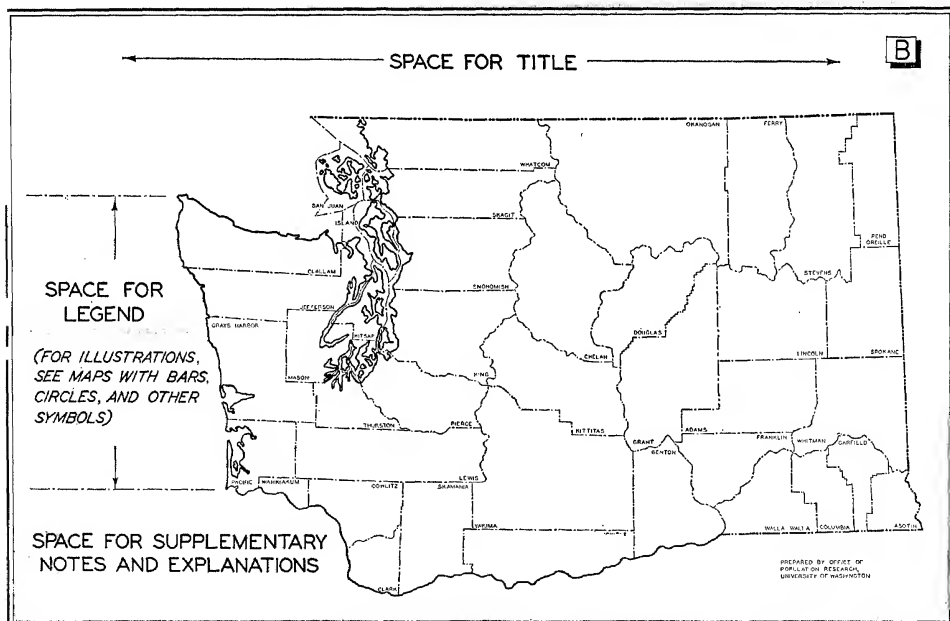 SPACE FOR TITLE
B
OKANOGAN
FERRY
WHATCOM
SAN JUAN
SKAGIT
ISLAND
PEND
OREILLE
CLALLAM
STEVENS
SPACE FOR
LEGEND
SNOHOMISH
JEFFERSON
GRAYS HARBOR
KITSAP
DOUGLAS
(FOR ILLUSTRATIONS,
SEE MAPS WITH BARS,
CIRCLES, AND OTHER
SYMBOLS)
CHELAN
LINCOLN
SPOKANE
MASON
KING
THURSTON
PIERCE
KITTITAS
GRANT
ADAMS
FRANKLIN
WHITMAN
GARFIELD
BENTON
PACIFIC
WAHKIAKUM
COWLITZ
LEWIS
SKAMANIA
YAKIMA
WALLA WALLA
COLUMBIA
ASOTIN
SPACE FOR SUPPLEMENTARY
NOTES AND EXPLANATIONS
CLARK
PREPARED BY OFFICE OF
POPULATION RESEARCH,
UNIVERSITY OF WASHINGTON